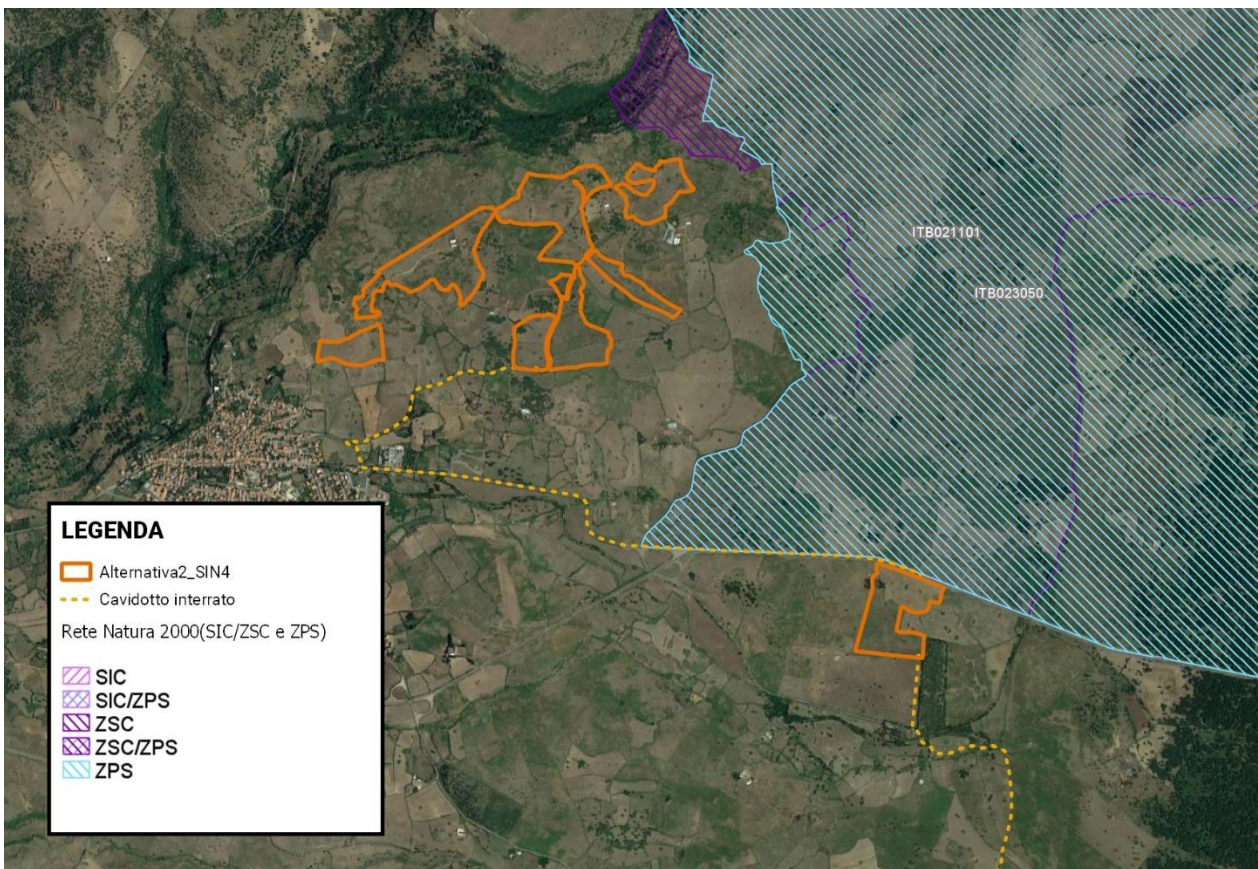 ITB021101
ITB023050
LEGENDA
Alternativa2_SIN4
Cavidotto interrato
Rete Natura 2000(SIC/ZSC e ZPS)
SIC
SIC/ZPS
ZSC
ZSC/ZPS
ZPS